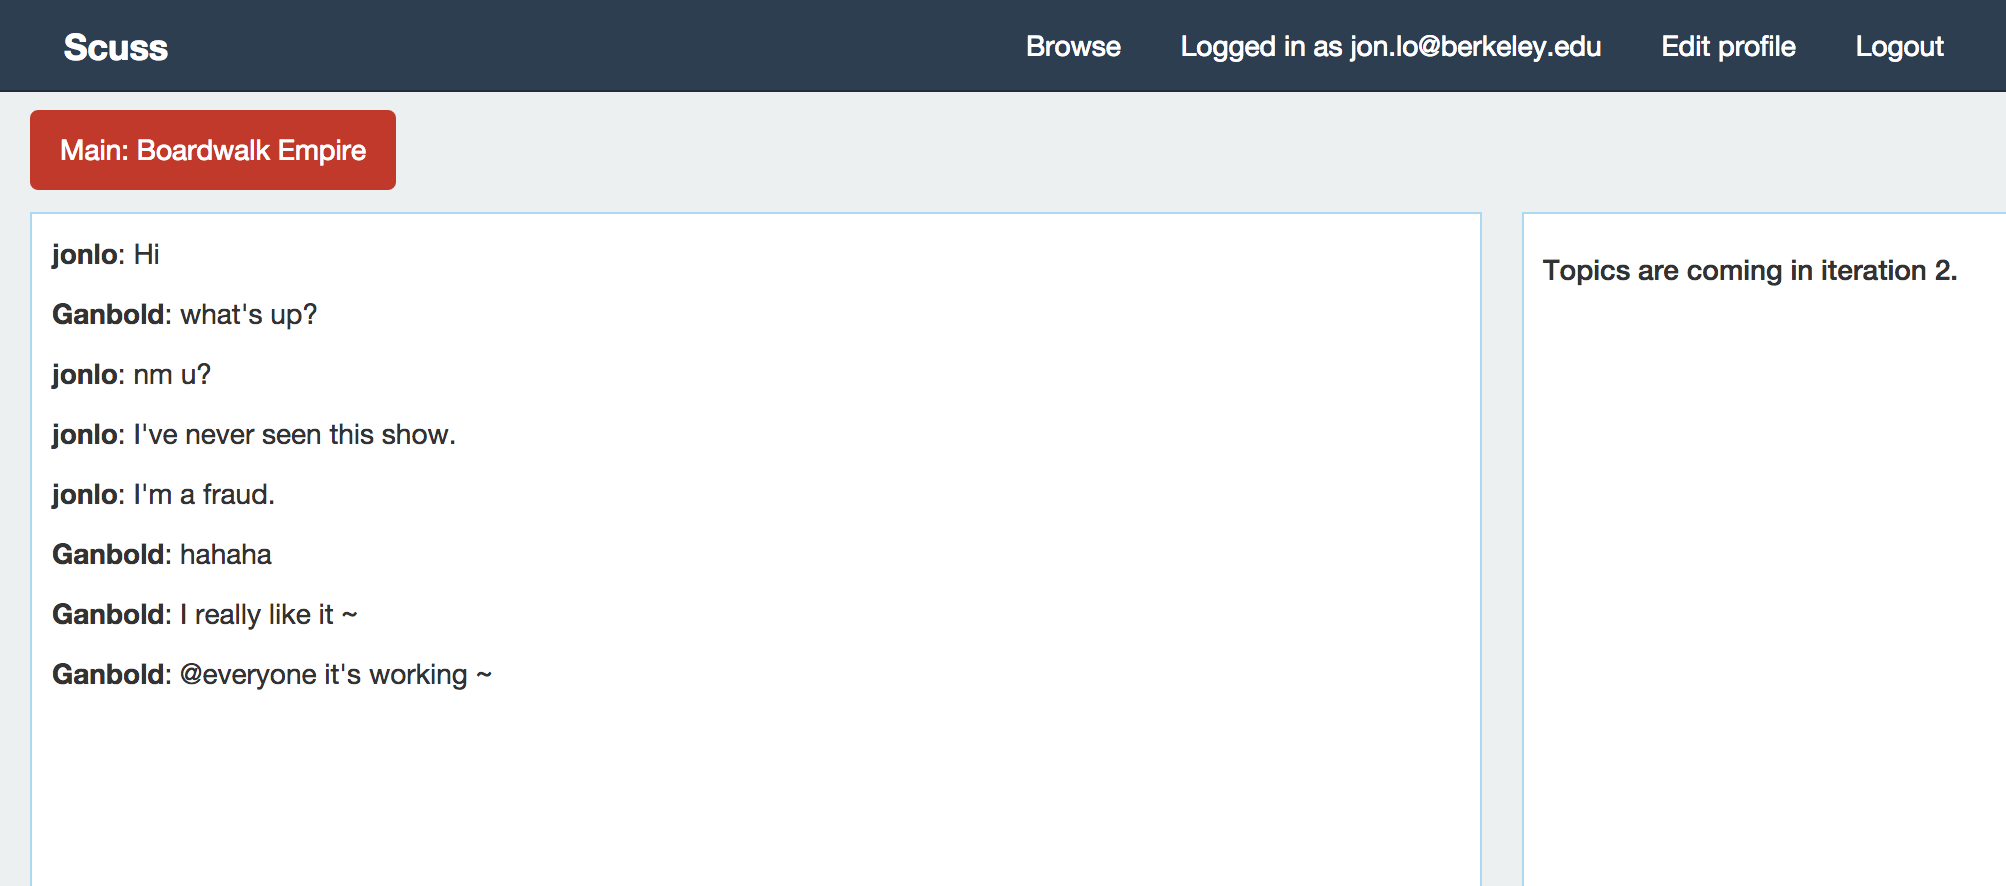 Scuss Browse Logged in as jon.lo@berkeley.edu Edit profile Logout
Main: Boardwalk Empire
jonlo: Hi
Ganbold: what's up?
jonlo: nm u?
jonlo: I've never seen this show.
jonlo: I'm a fraud.
Ganbold: hahaha
Ganbold: I really like it ~
Ganbold: @everyone it's working ~
Topics are coming in iteration 2.